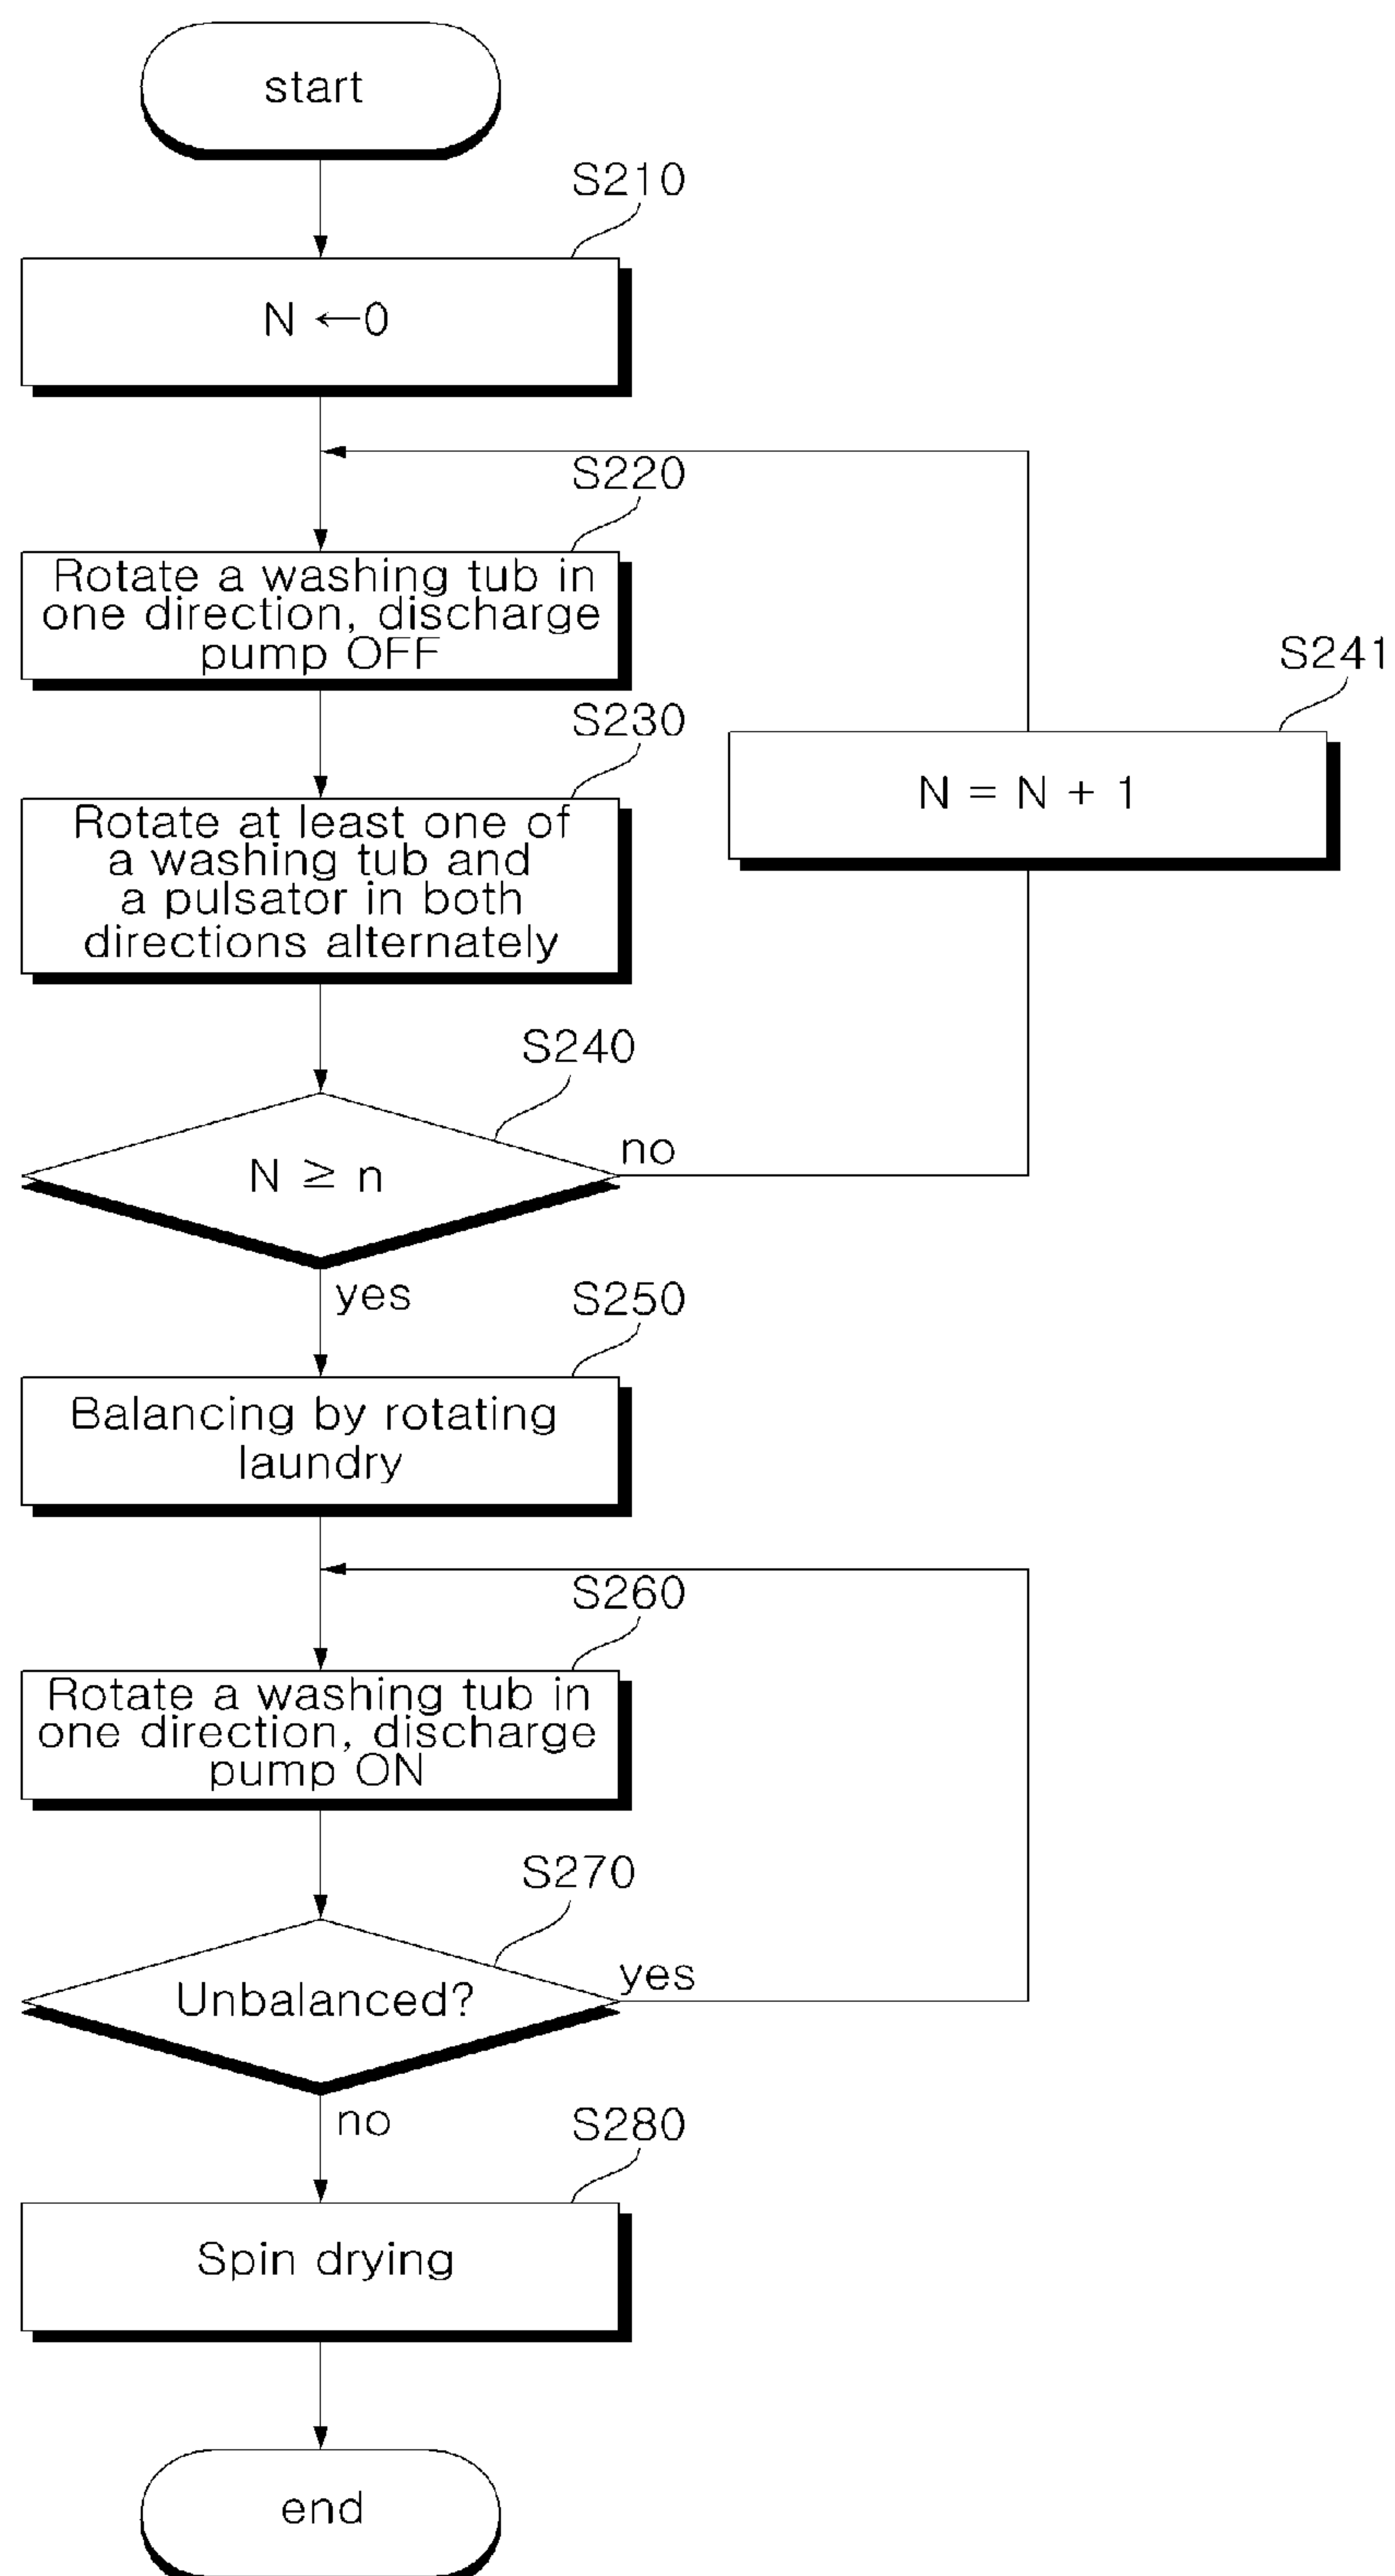 start
S210
N ←0
S220
Rotate a washing tub in
one direction, discharge
pump OFF
S241
N = N + 1
S230
Rotate at least one of
a washing tub and
a pulsator in both
directions alternately
S240
N ≥ n
no
yes
S250
Balancing by rotating
laundry
S260
Rotate a washing tub in
one direction, discharge
pump ON
S270
Unbalanced?
yes
no
S280
Spin drying
end